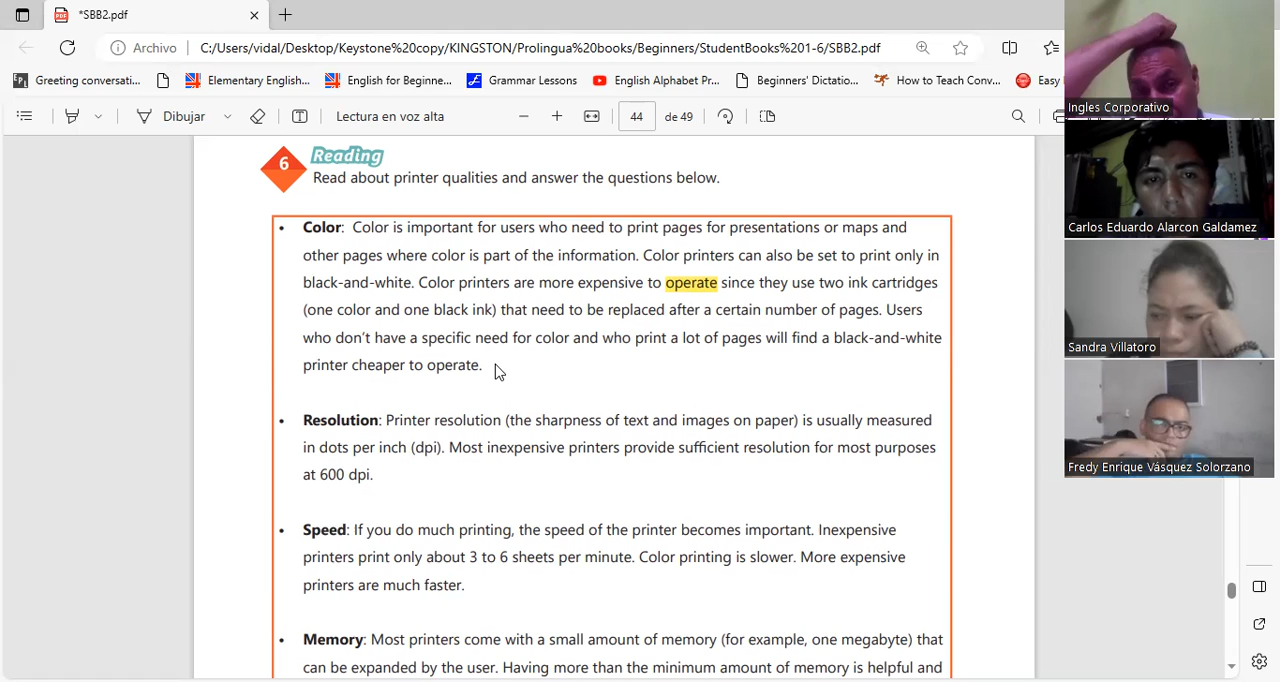 *SBB2.pdf
Archivo
C:/Users/vidal/Desktop/Keystone%20copy/KINGSTON/Prolingua%20books/Beginners/StudentBooks%201-6/SBB2.pdf
Greeting conversati...
Elementary English...
English for Beginne...
Grammar Lessons
English Alphabet Pr...
Beginners' Dictatio...
How to Teach Conv...
Easy
Dibujar
Lectura en voz alta
44
de 49
6
Reading
Read about printer qualities and answer the questions below.
• Color: Color is important for users who need to print pages for presentations or maps and
other pages where color is part of the information. Color printers can also be set to print only in
black-and-white. Color printers are more expensive to operate since they use two ink cartridges
(one color and one black ink) that need to be replaced after a certain number of pages. Users
who don't have a specific need for color and who print a lot of pages will find a black-and-white
printer cheaper to operate.
• Resolution: Printer resolution (the sharpness of text and images on paper) is usually measured
in dots per inch (dpi). Most inexpensive printers provide sufficient resolution for most purposes
at 600 dpi.
• Speed: If you do much printing, the speed of the printer becomes important. Inexpensive
printers print only about 3 to 6 sheets per minute. Color printing is slower. More expensive
printers are much faster.
• Memory: Most printers come with a small amount of memory (for example, one megabyte) that
can be expanded by the user. Having more than the minimum amount of memory is helpful and
Ingles Corporativo
Carlos Eduardo Alarcon Galdamez
Sandra Villatoro
Fredy Enrique Vásquez Solorzano